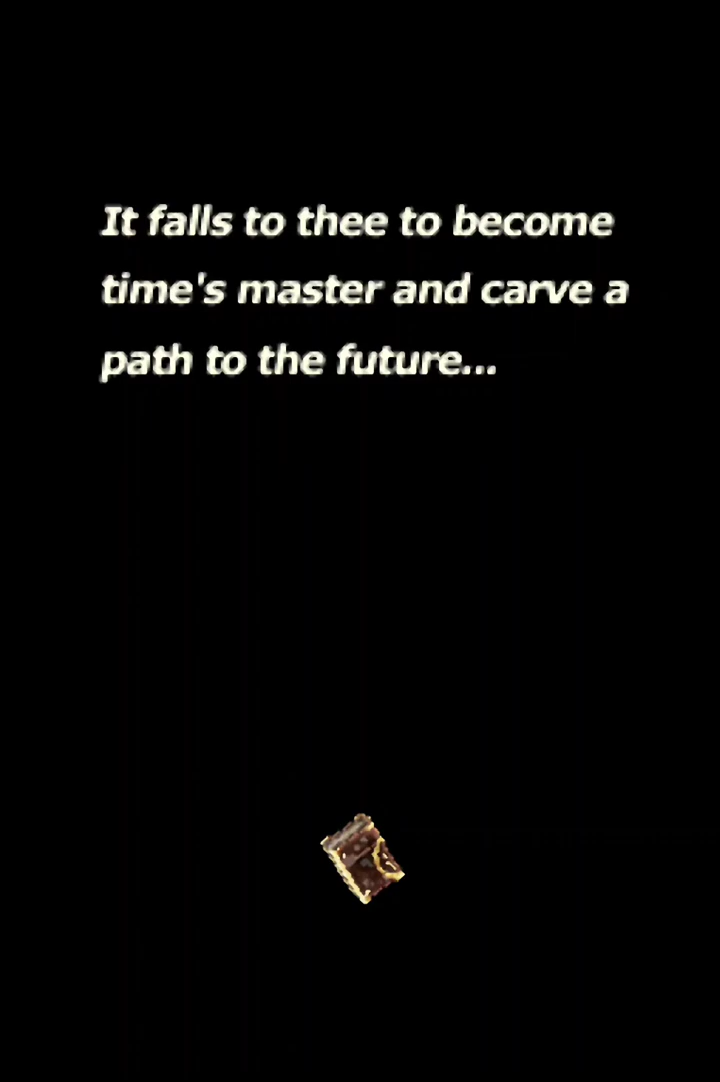 It falls to thee to become
time's master and carve a
path to the future...